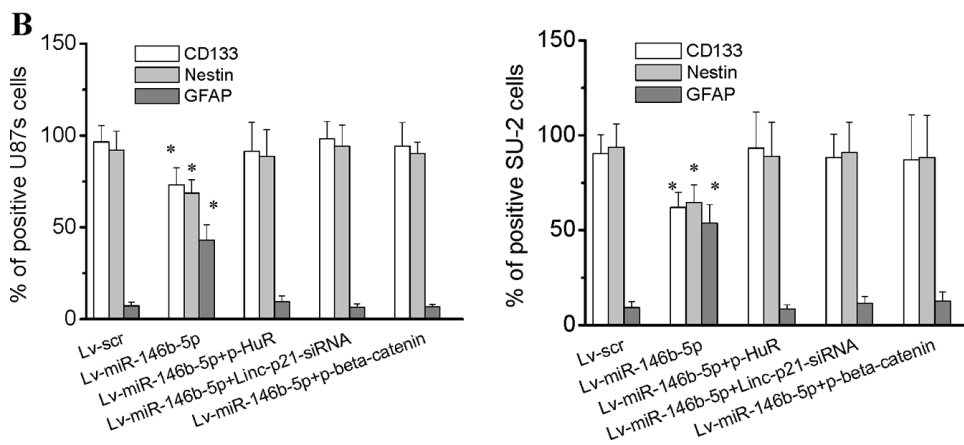 B
% of positive U87s cells
150
100
50
0
CD133
Nestin
GFAP
*
*
*
Lv-scr
Lv-miR-146b-5p
Lv-miR-146b-5p+p-HuR
Lv-miR-146b-5p+Linc-p21-siRNA
Lv-miR-146b-5p+p-beta-catenin
% of positive SU-2 cells
150
100
50
0
CD133
Nestin
GFAP
*
*
*
Lv-scr
Lv-miR-146b-5p
Lv-miR-146b-5p+p-HuR
Lv-miR-146b-5p+Linc-p21-siRNA
Lv-miR-146b-5p+p-beta-catenin